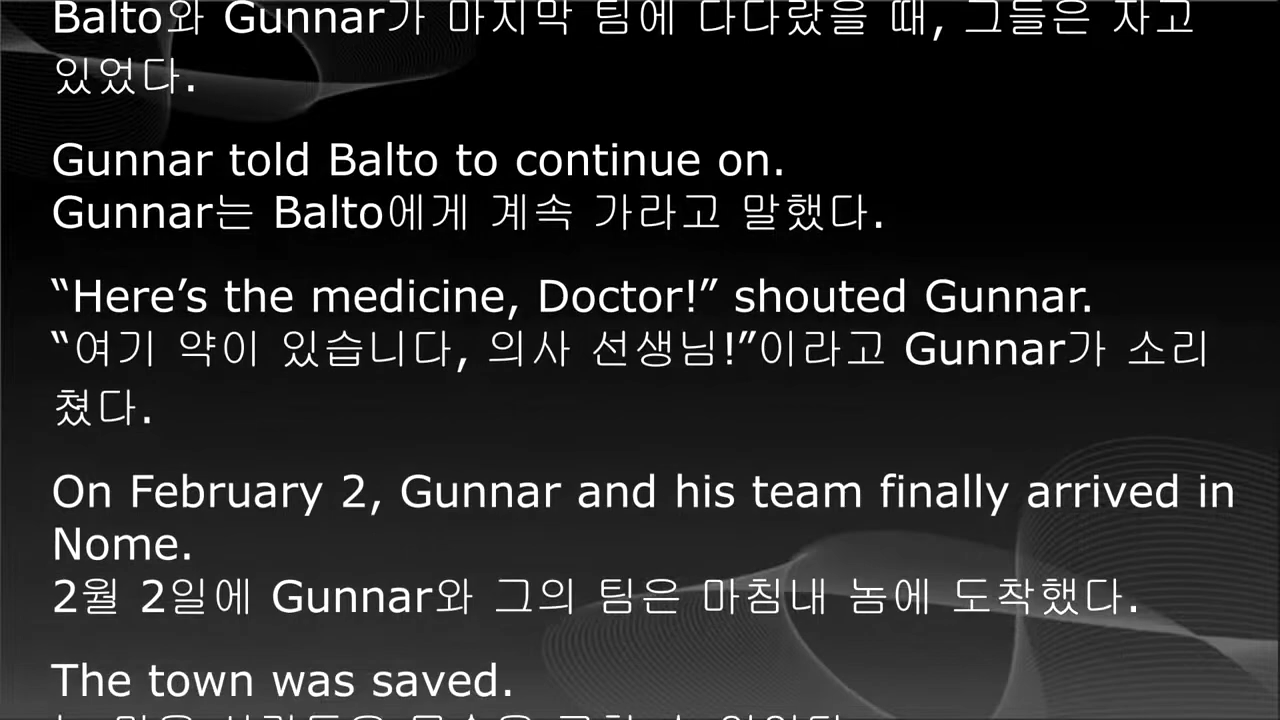 Balto와 Gunnar가 마지막 팀에 다다랐을 때, 그들은 자고
있었다.
Gunnar told Balto to continue on.
Gunnar는 Balto에게 계속 가라고 말했다.
“Here’s the medicine, Doctor!” shouted Gunnar.
“여기 약이 있습니다, 의사 선생님!”이라고 Gunnar가 소리
쳤다.
On February 2, Gunnar and his team finally arrived in
Nome.
2월 2일에 Gunnar와 그의 팀은 마침내 놈에 도착했다.
The town was saved.